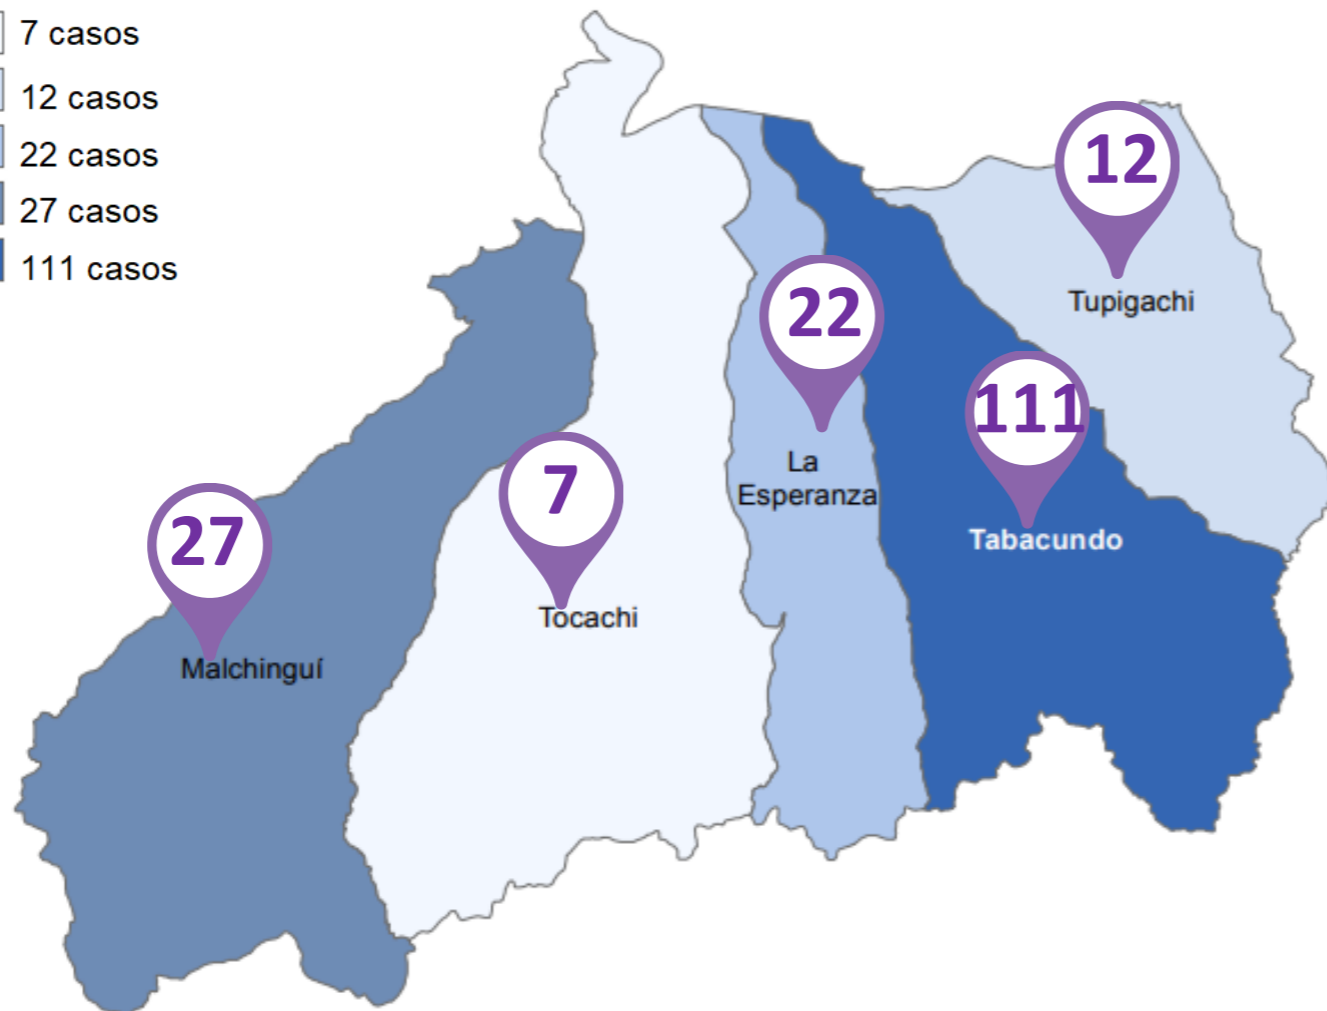 7 casos
12 casos
22 casos
27 casos
111 casos
12
Tupigachi
22
La
Esperanza
111
Tabacundo
7
Tocachi
27
Malchinguí